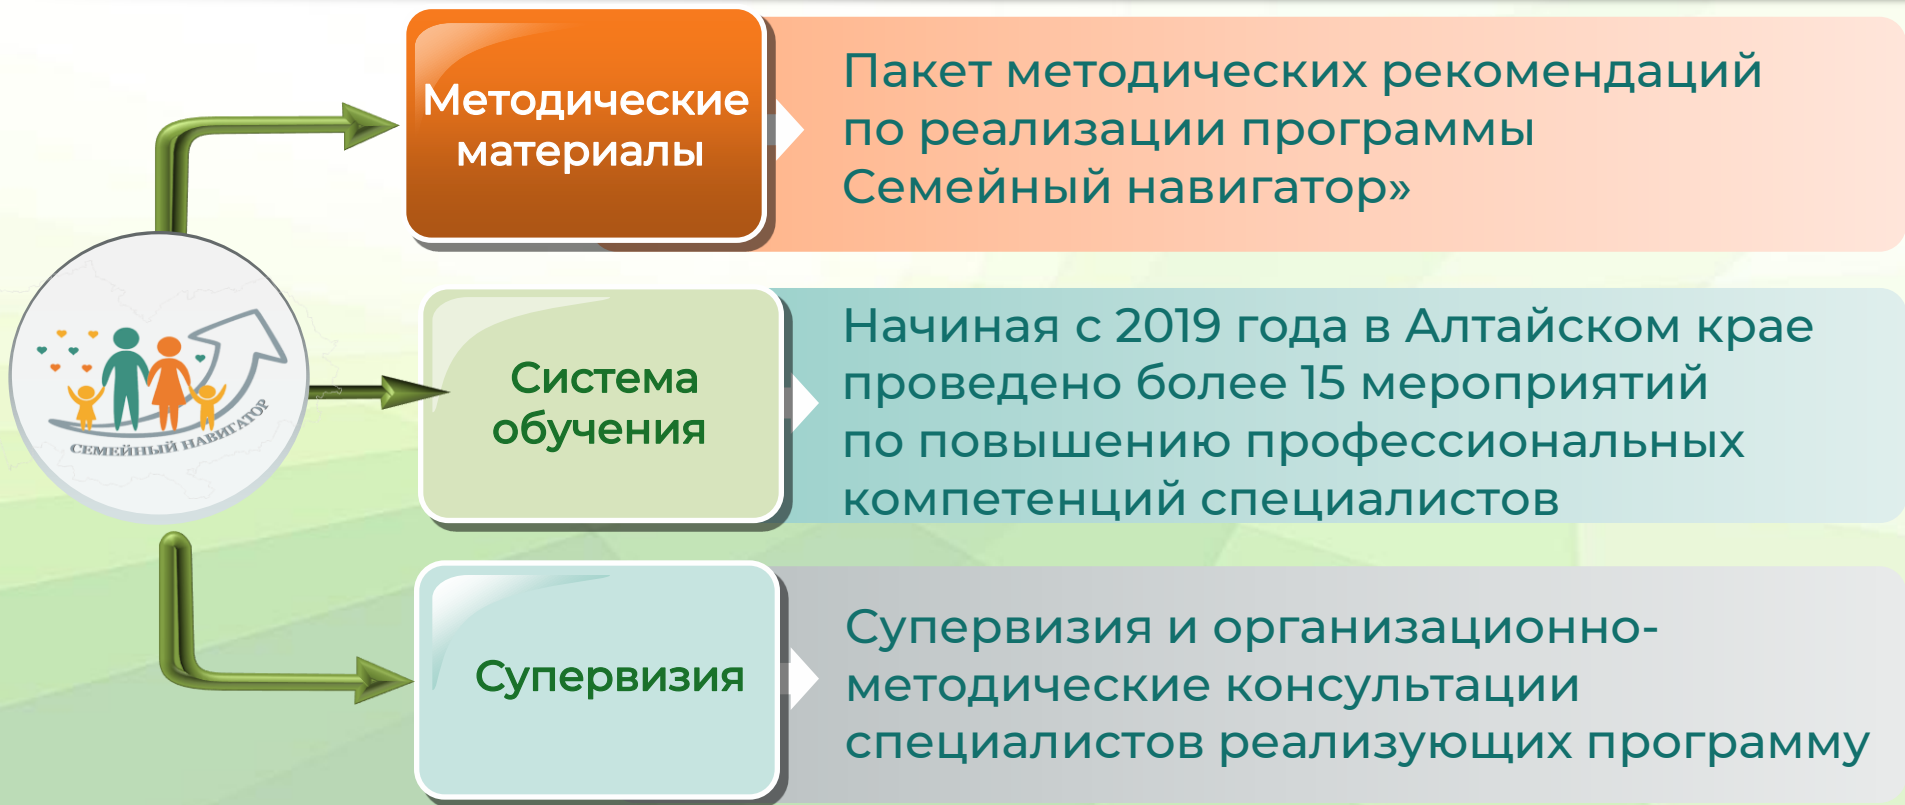 Методические
материалы
Пакет методических рекомендаций
по реализации программы
Семейный навигатор»
СЕМЕЙНЫЙ НАВИГАТОР
Система
обучения
Начиная с 2019 года в Алтайском крае
проведено более 15 мероприятий
по повышению профессиональных
компетенций специалистов
Супервизия
Супервизия и организационно-
методические консультации
специалистов реализующих программу